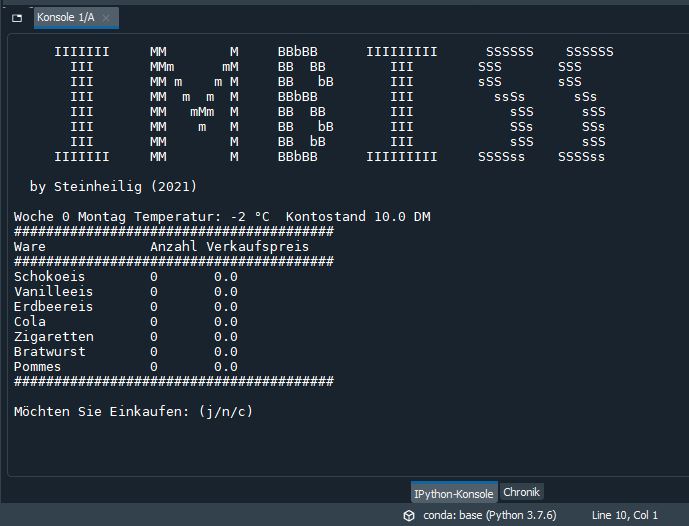 Konsole 1/A
IIIIIII     MM        M     BBbBB      IIIIIIIII      SSSSSS    SSSSSS
  III       MMm      mM     BB  BB        III        SSS       SSS
  III       MM m    m M     BB   bB       III        sSS       sSS
  III       MM  m  m  M     BBbBB         III          ssSs      sSs
  III       MM   mMm  M     BB  BB        III            sSS      sSS
  III       MM    m   M     BB   bB       III            SSs      SSs
  III       MM        M     BB  bB        III            sSS      sSS
IIIIIII     MM        M     BBbBB      IIIIIIIII     SSSSss    SSSSss
by Steinheilig (2021)
Woche 0 Montag Temperatur: -2 °C  Kontostand 10.0 DM
########################################
Ware             Anzahl Verkaufspreis
########################################
Schokoeis        0       0.0
Vanilleeis       0       0.0
Erdbeereis       0       0.0
Cola             0       0.0
Zigaretten       0       0.0
Bratwurst        0       0.0
Pommes           0       0.0
########################################
Möchten Sie Einkaufen: (j/n/c)
IPython-Konsole Chronik
conda: base (Python 3.7.6) Line 10, Col 1